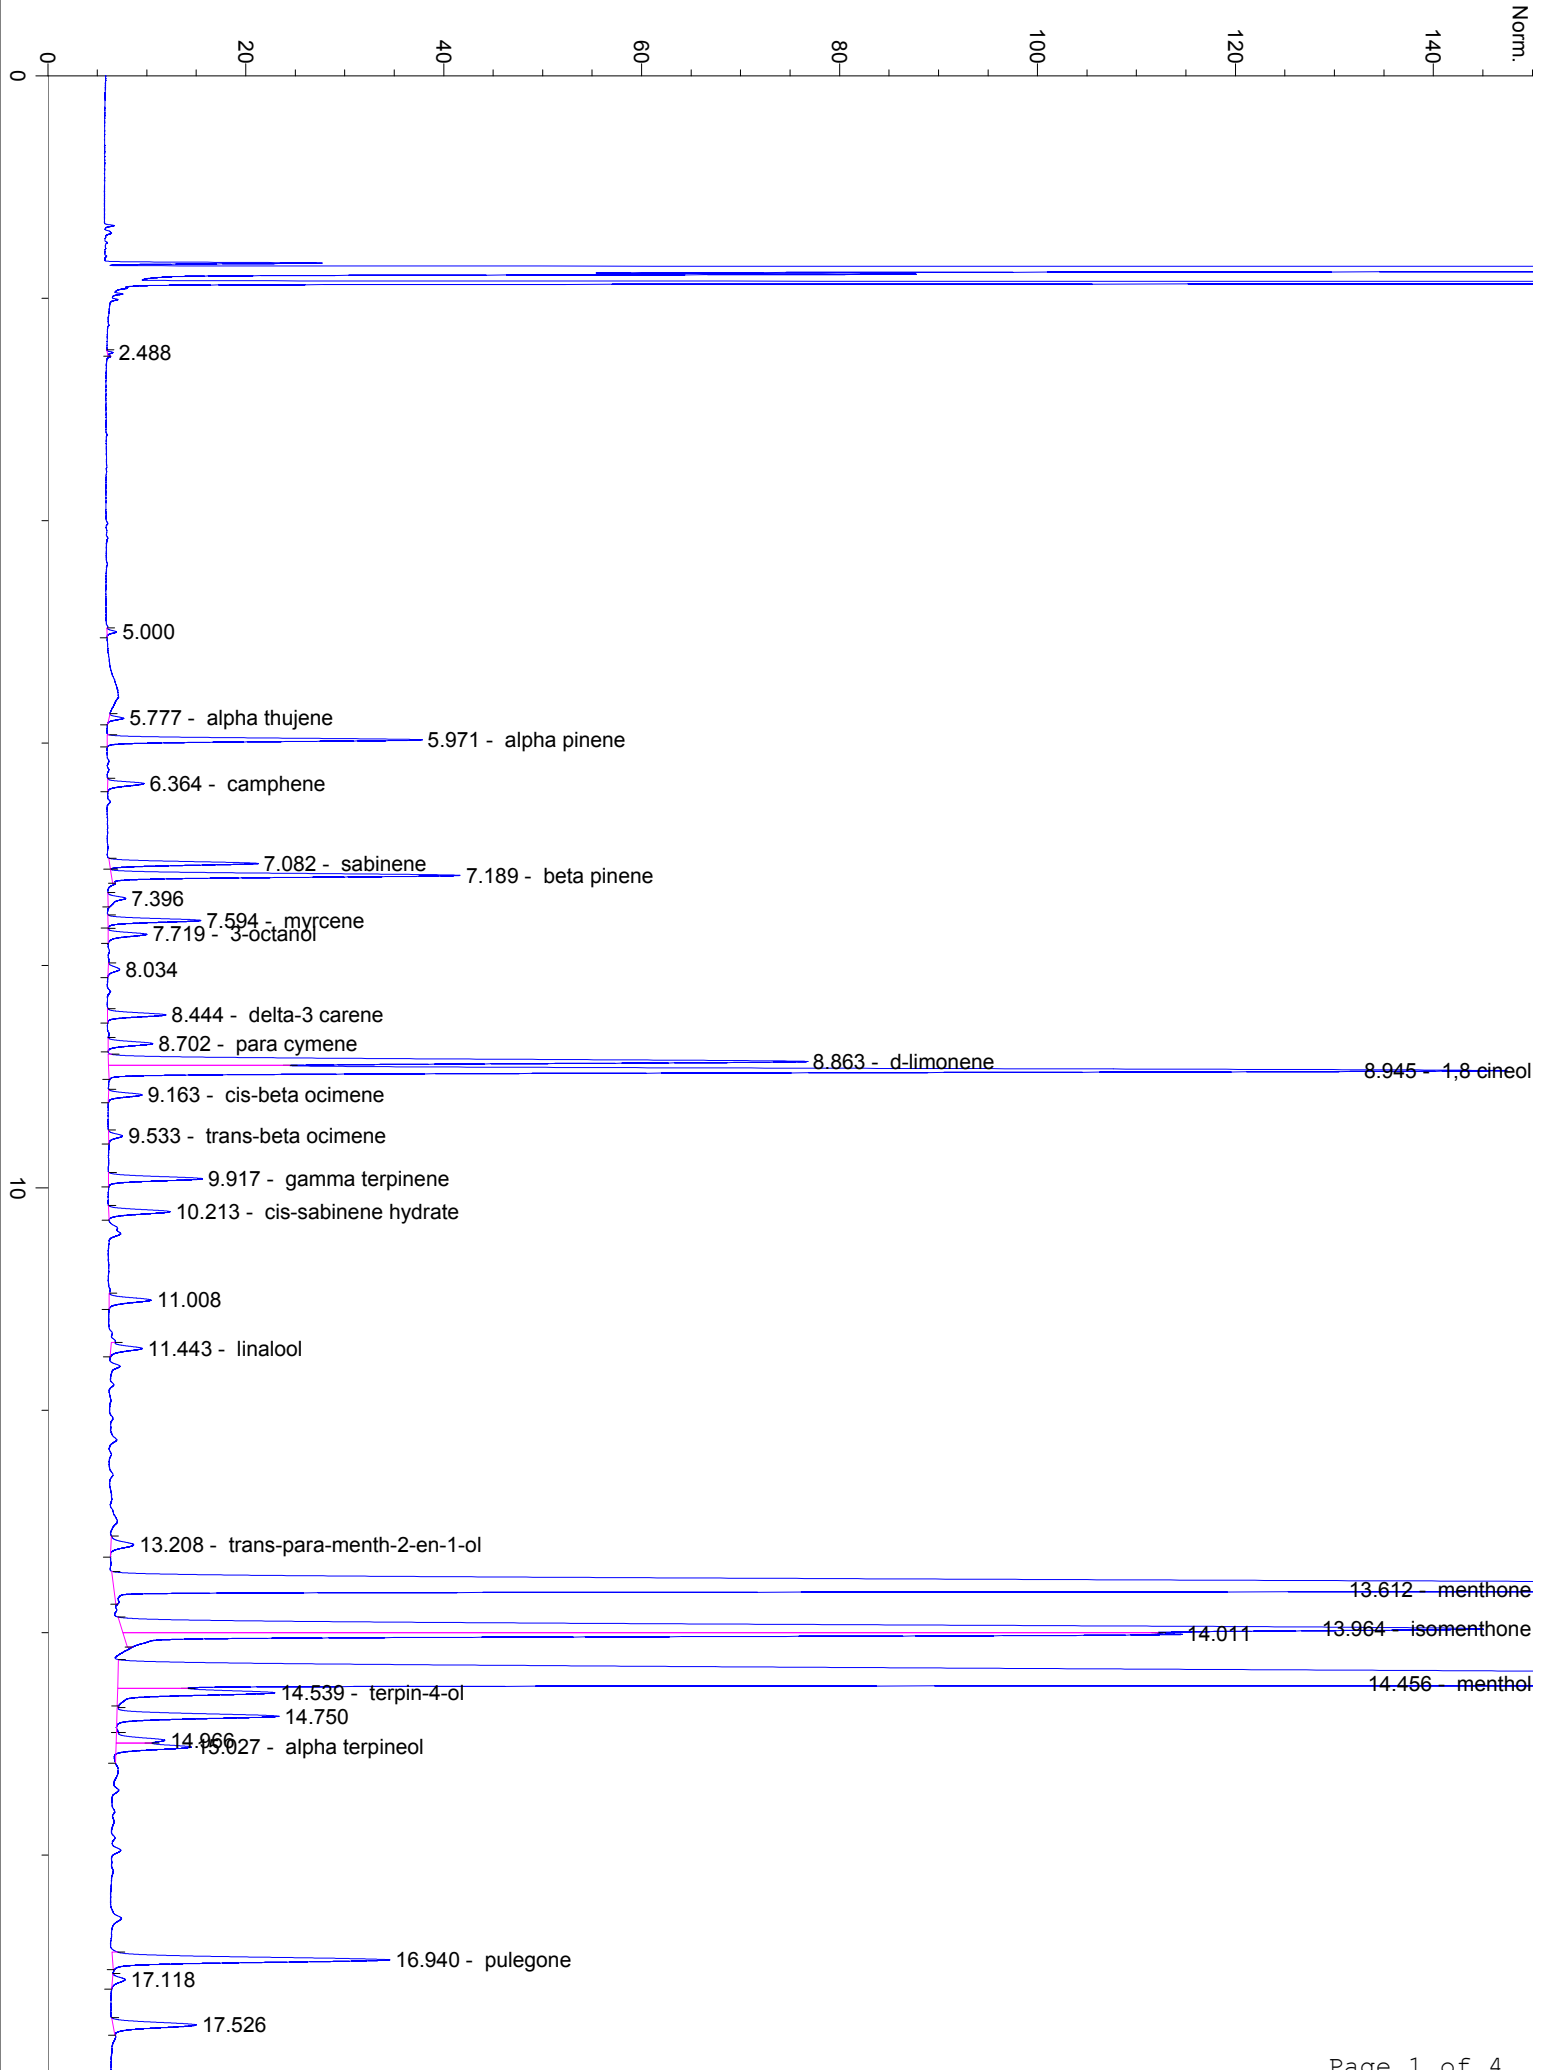 Norm.
0
20
40
60
80
100
120
140
0
2.488
5.000
5.777 - alpha thujene
5.971 - alpha pinene
6.364 - camphene
7.082 - sabinene
7.189 - beta pinene
7.396
7.594 - myrcene
7.719 - 3-octanol
8.034
8.444 - delta-3 carene
8.702 - para cymene
8.863 - d-limonene
8.945 - 1,8 cineol
9.163 - cis-beta ocimene
9.533 - trans-beta ocimene
9.917 - gamma terpinene
10
10.213 - cis-sabinene hydrate
11.008
11.443 - linalool
13.208 - trans-para-menth-2-en-1-ol
13.612 - menthone
13.964 - isomenthone
14.011
14.456 - menthol
14.539 - terpin-4-ol
14.750
14.966
15.027 - alpha terpineol
16.940 - pulegone
17.118
17.526
Page 1 of 4